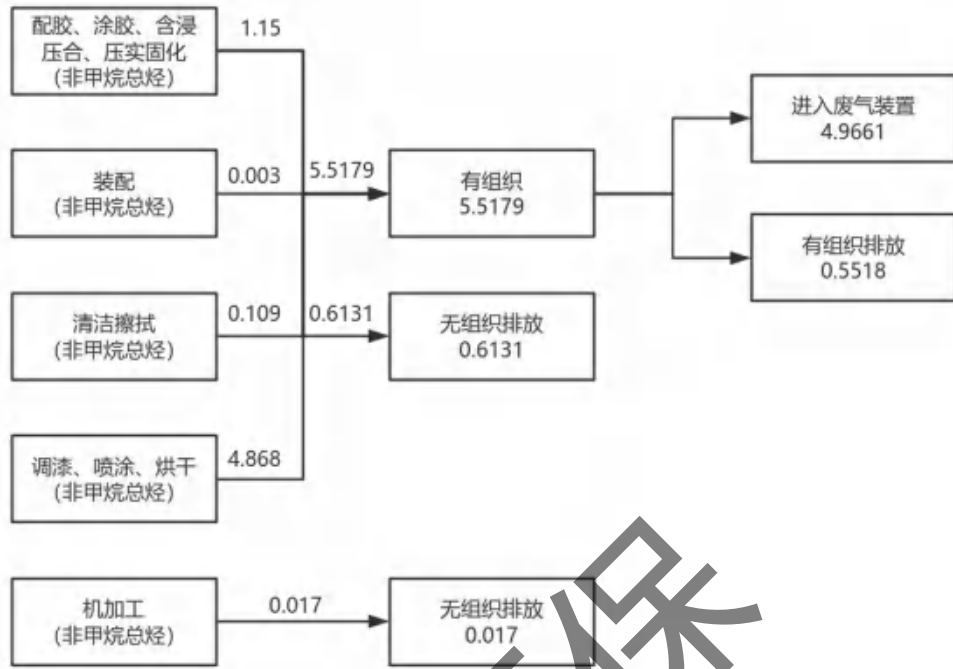 配胶、涂胶、含浸
压合、压实固化
(非甲烷总烃)
1.15
装配
(非甲烷总烃)
0.003
5.5179
有组织
5.5179
进入废气装置
4.9661
有组织排放
0.5518
清洁擦拭
(非甲烷总烃)
0.109
0.6131
无组织排放
0.6131
调漆、喷涂、烘干
(非甲烷总烃)
4.868
机加工
(非甲烷总烃)
0.017
无组织排放
0.017
保